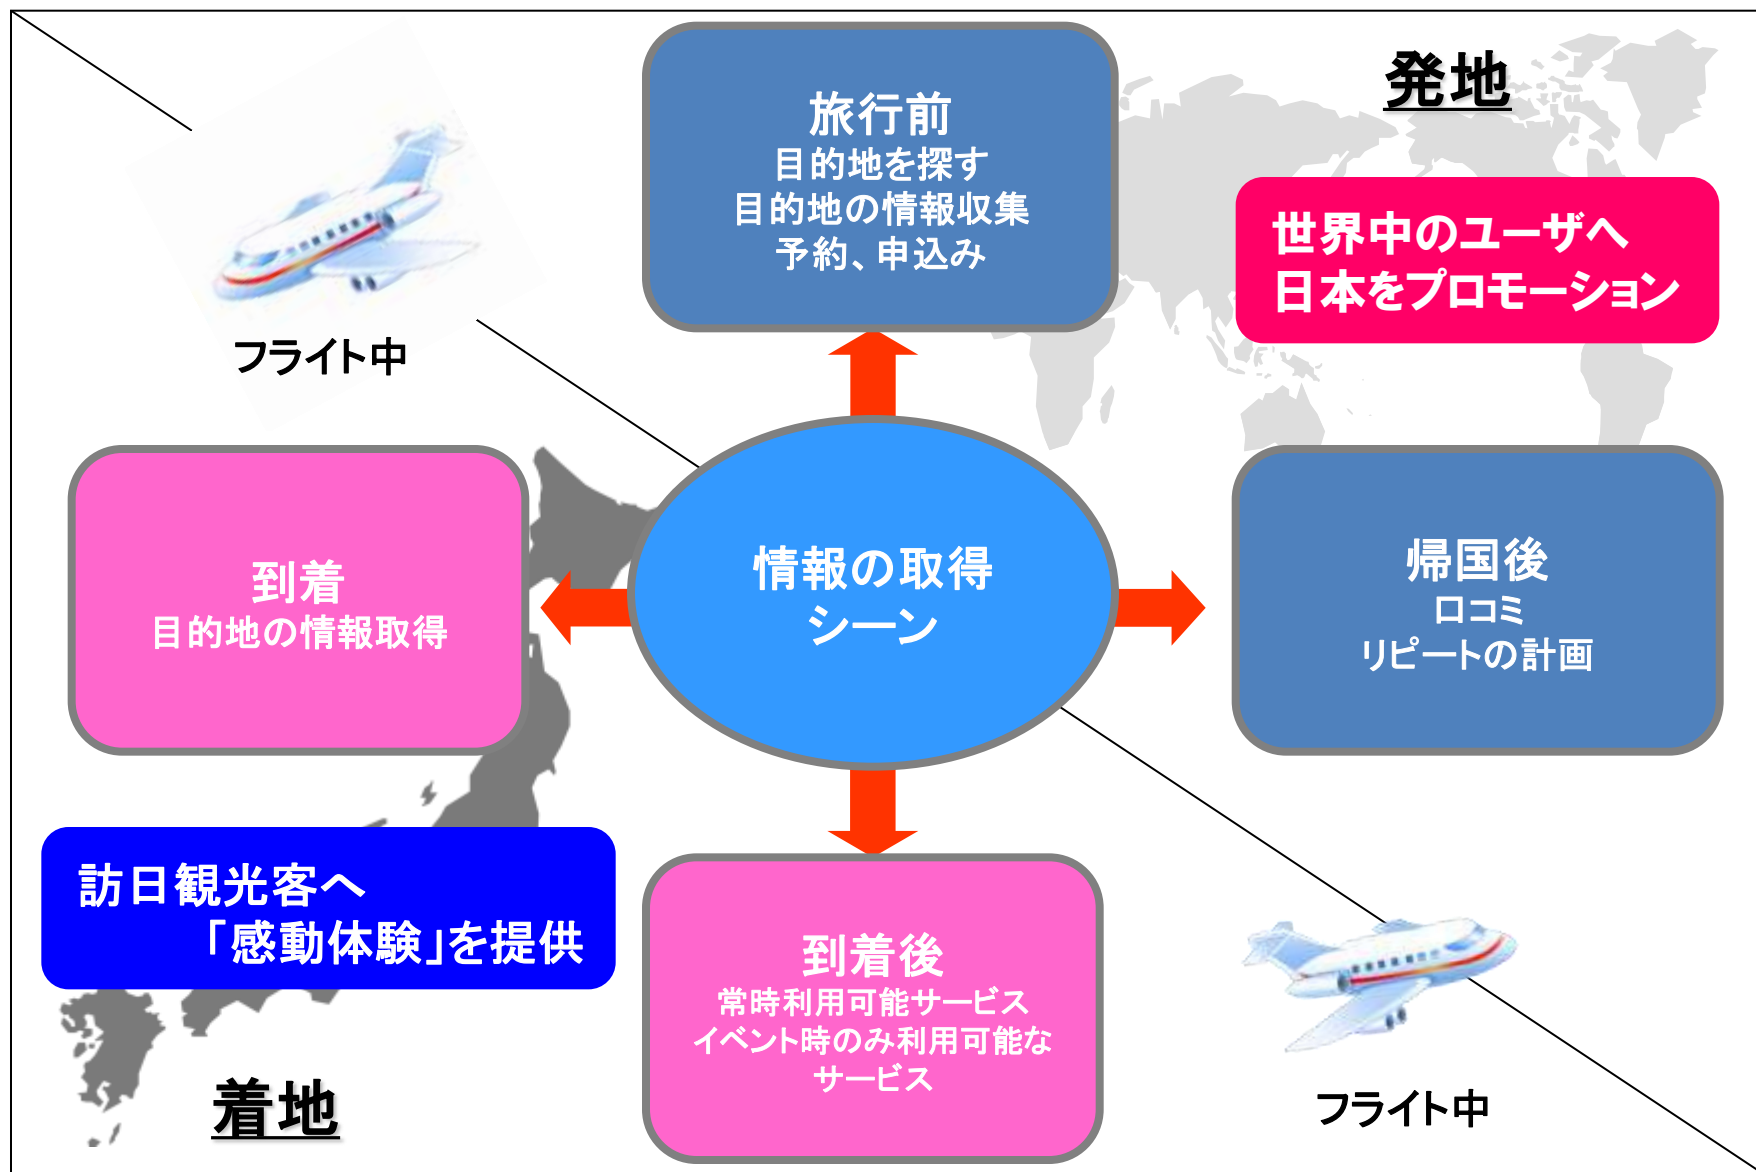 旅行前
目的地を探す
目的地の情報収集
予約、申込み
発地
世界中のユーザへ
日本をプロモーション
フライト中
到着
目的地の情報取得
情報の取得
シーン
帰国後
口コミ
リピートの計画
訪日観光客へ
「感動体験」を提供
到着後
常時利用可能サービス
イベント時のみ利用可能な
サービス
着地
フライト中